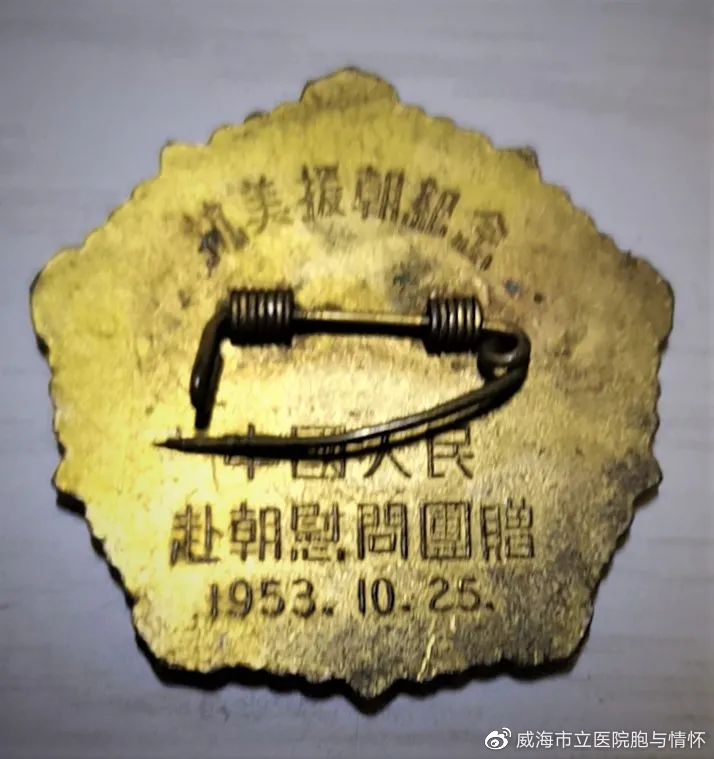 抗美援朝紀念
中國人民
赴朝慰問團贈
1953.10.25.
威海市立医院胞与情怀